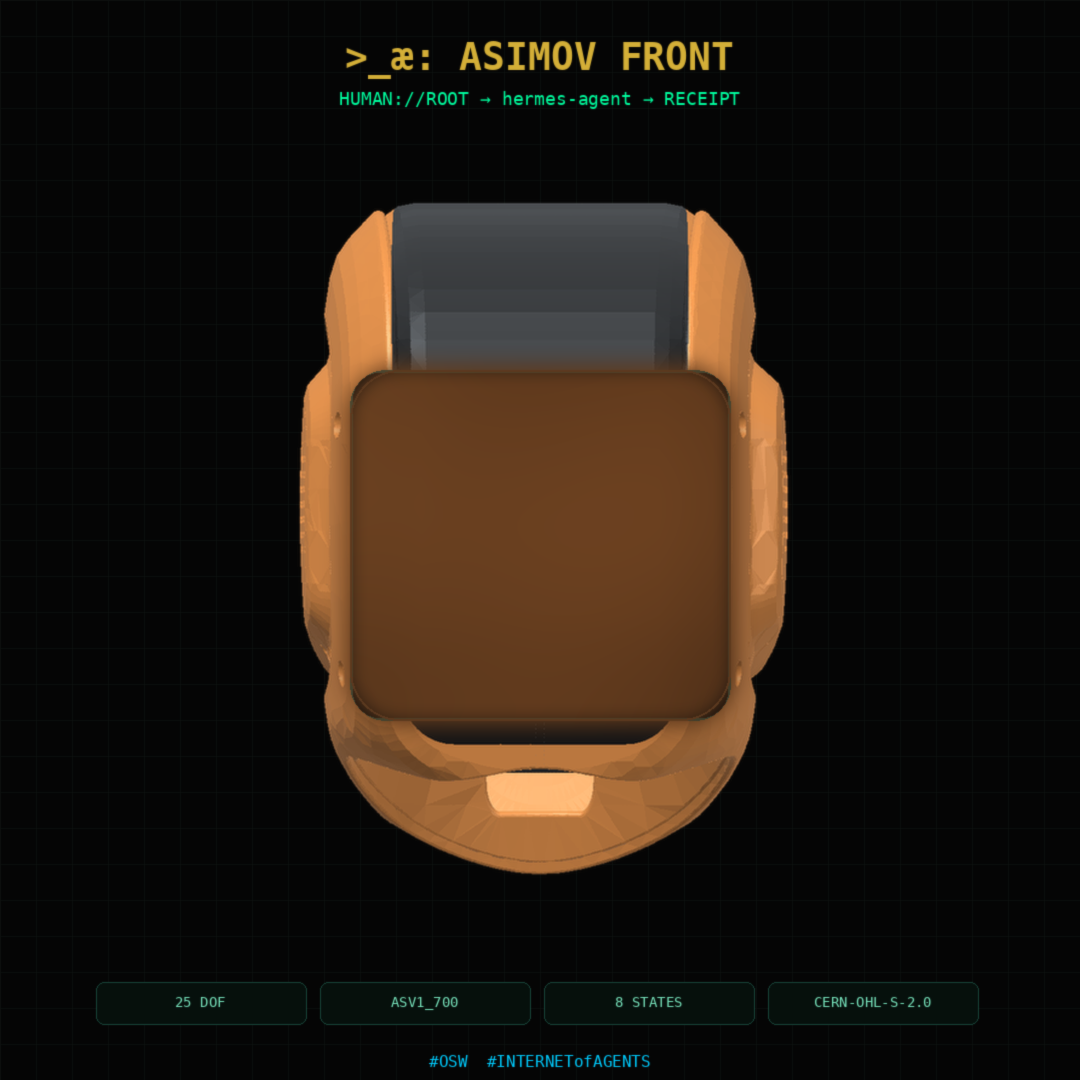 >_æ: ASIMOV FRONT
HUMAN://ROOT → hermes-agent → RECEIPT
25 DOF
ASV1_700
8 STATES
CERN-OHL-S-2.0
#OSW #INTERNETofAGENTS